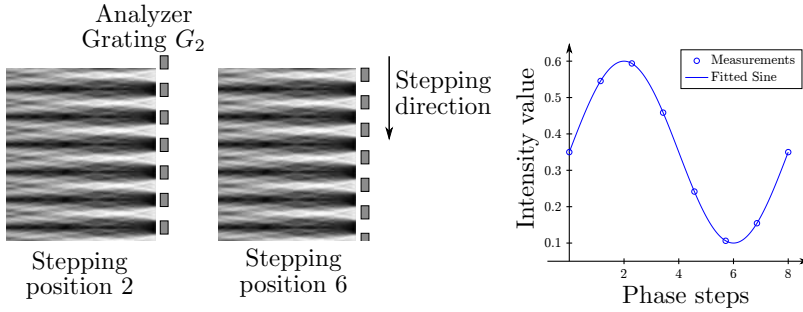 Analyzer
Grating G₂
Stepping
position 2
Stepping
position 6
Stepping
direction
Intensity value
0.6
0.5
0.4
0.3
0.2
0.1
2
4
6
8
Phase steps
Measurements
Fitted Sine